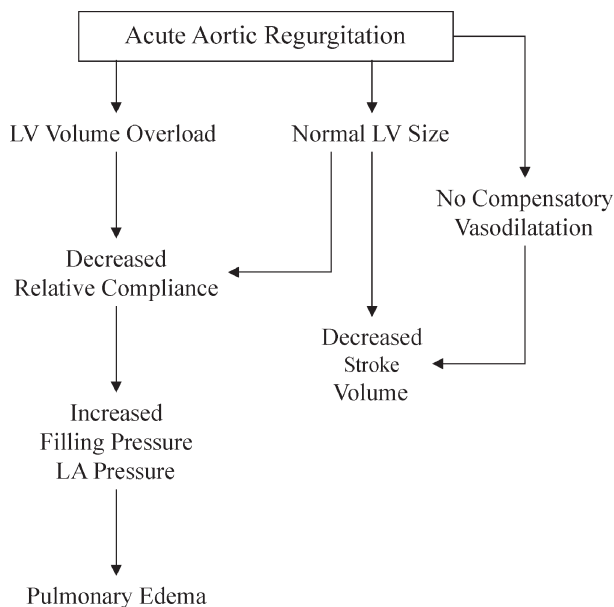 Acute Aortic Regurgitation
LV Volume Overload
Normal LV Size
No Compensatory
Vasodilatation
Decreased
Relative Compliance
Decreased
Stroke
Volume
Increased
Filling Pressure
LA Pressure
Pulmonary Edema